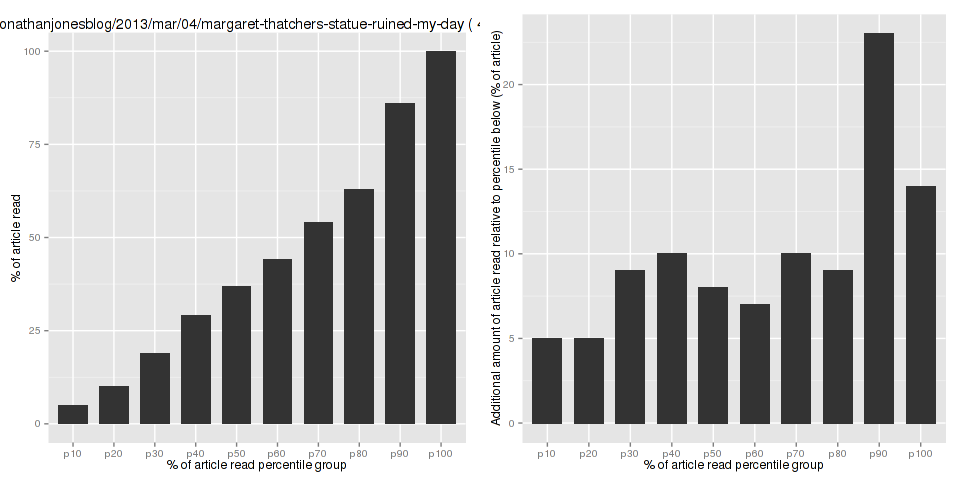 onathanjonesblog/2013/mar/04/margaret-thatchers-statue-ruined-my-day (
% of article read
100
75
50
25
0
p10 p20 p30 p40 p50 p60 p70 p80 p90 p100
% of article read percentile group
Additional amount of article read relative to percentile below (% of article)
20
15
10
5
0
p10 p20 p30 p40 p50 p60 p70 p80 p90 p100
% of article read percentile group